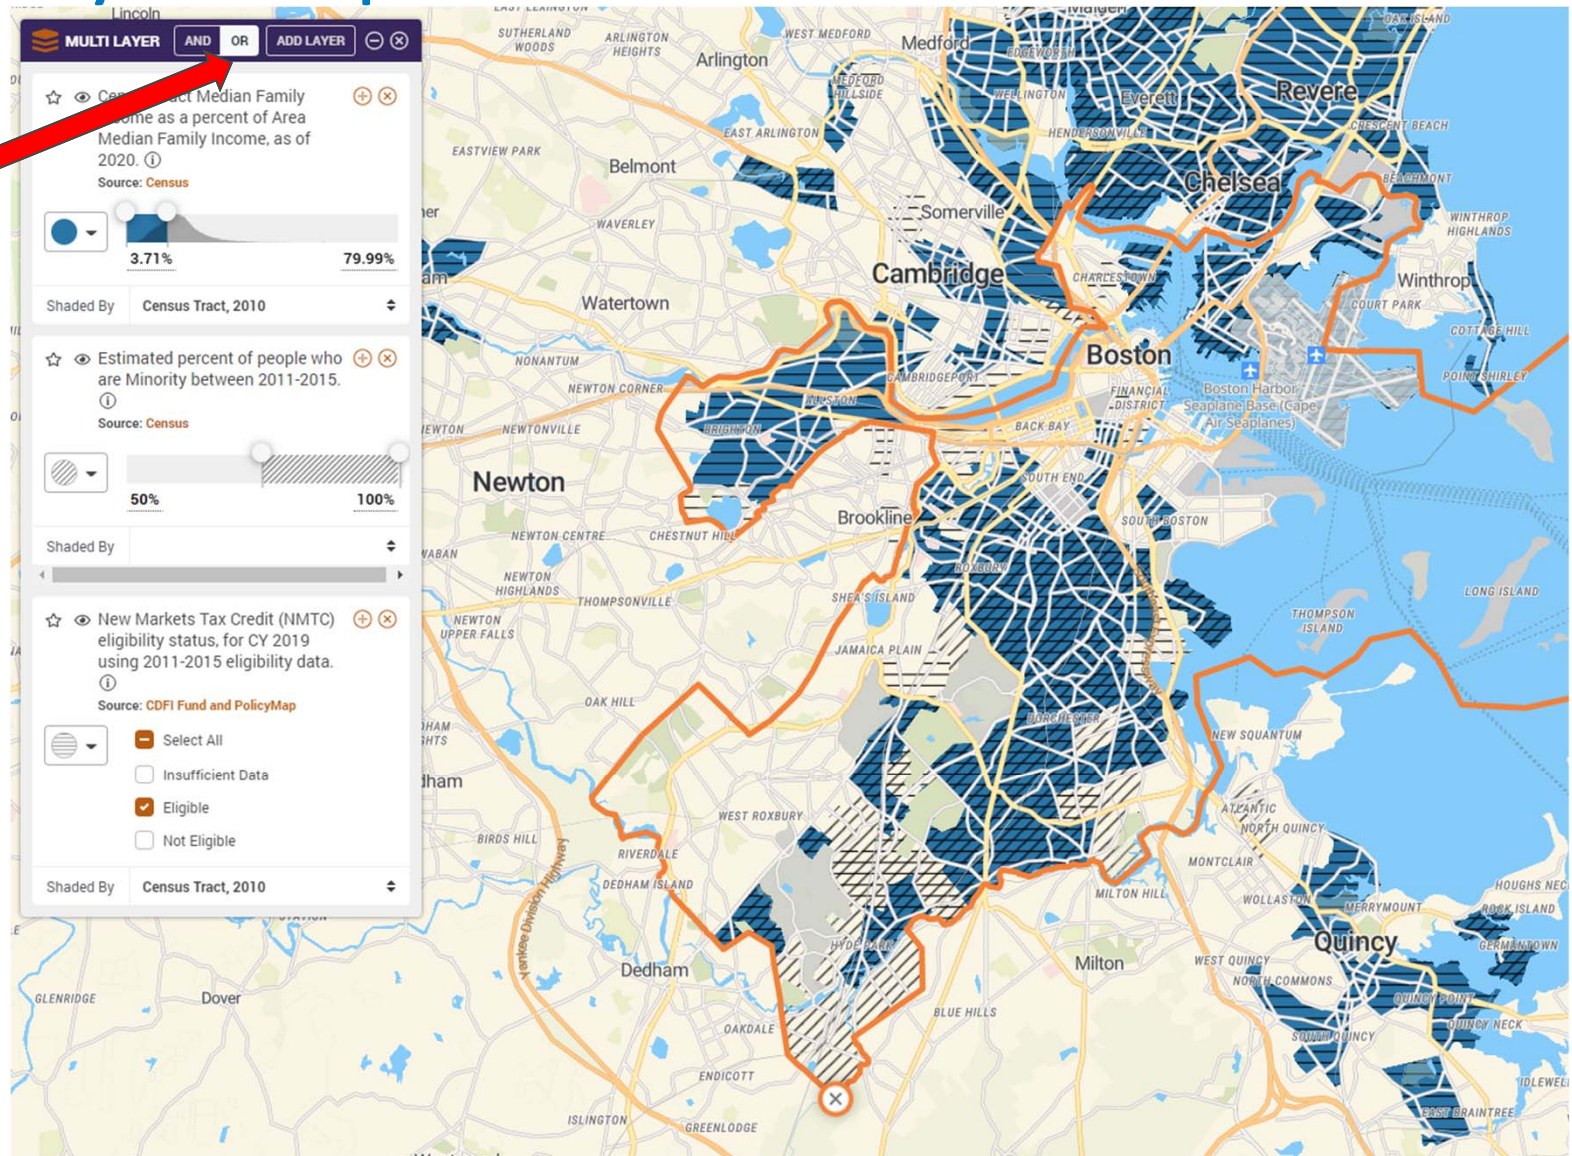 Lincoln
MULTI LAYER AND OR ADD LAYER
Median Family
Income as a percent of Area
Median Family Income, as of
2020.
Source: Census
3.71% 79.99%
Shaded By Census Tract, 2010
Estimated percent of people who
are Minority between 2011-2015.
Source: Census
50% 100%
Shaded By
New Markets Tax Credit (NMTC)
eligibility status, for CY 2019
using 2011-2015 eligibility data.
Source: CDFI Fund and PolicyMap
Select All
Insufficient Data
Eligible
Not Eligible
Shaded By Census Tract, 2010
EAST LEXINGTON
SUTHERLAND
WOODS
ARLINGTON
HEIGHTS
Arlington
WEST MEDFORD
Medford
Malden
OAK ISLAND
EDGEWORTH
MEDFORD
HILLSIDE
WELLINGTON
Everett
Revere
CRESCENT BEACH
EAST ARLINGTON
HENDERSONVILLE
EASTVIEW PARK
Belmont
Chelsea
BEACHMONT
Somerville
WINTHROP
HIGHLANDS
WAVERLEY
Cambridge
CHARLESTOWN
Winthrop
Watertown
COURT PARK
COTTAGE HILL
NONANTUM
Boston
NEWTON CORNER
CAMBRIDGEPORT
POINT SHIRLEY
ALLSTON
FINANCIAL
DISTRICT
Boston Harbor
Seaplane Base (Cape
Air Seaplanes)
NEWTONVILLE
BRIGHTON
BACK BAY
Newton
SOUTH END
Brookline
SOUTH BOSTON
NEWTON CENTRE
CHESTNUT HILL
WABAN
ROXBURY
NEWTON
HIGHLANDS
THOMPSONVILLE
SHEA'S ISLAND
LONG ISLAND
THOMPSON
ISLAND
NEWTON
UPPER FALLS
JAMAICA PLAIN
OAK HILL
DORCHESTER
NEW SQUANTUM
WEST ROXBURY
ATLANTIC
NORTH QUINCY
BIRDS HILL
RIVERDALE
MONTCLAIR
DEDHAM ISLAND
MILTON HILL
HOUGHS NEC
WOLLASTON
MERRYMOUNT
ROCK ISLAND
Yankee Division Highway
HYDE PARK
Quincy
GERMANTOWN
Dedham
Milton
WEST QUINCY
NORTH COMMONS
GLENRIDGE
Dover
QUINCY POINT
BLUE HILLS
OAKDALE
QUINCY NECK
SOUTH QUINCY
ENDICOTT
IDLEWEL
ISLINGTON
GREENLODGE
EAST BRAINTREE